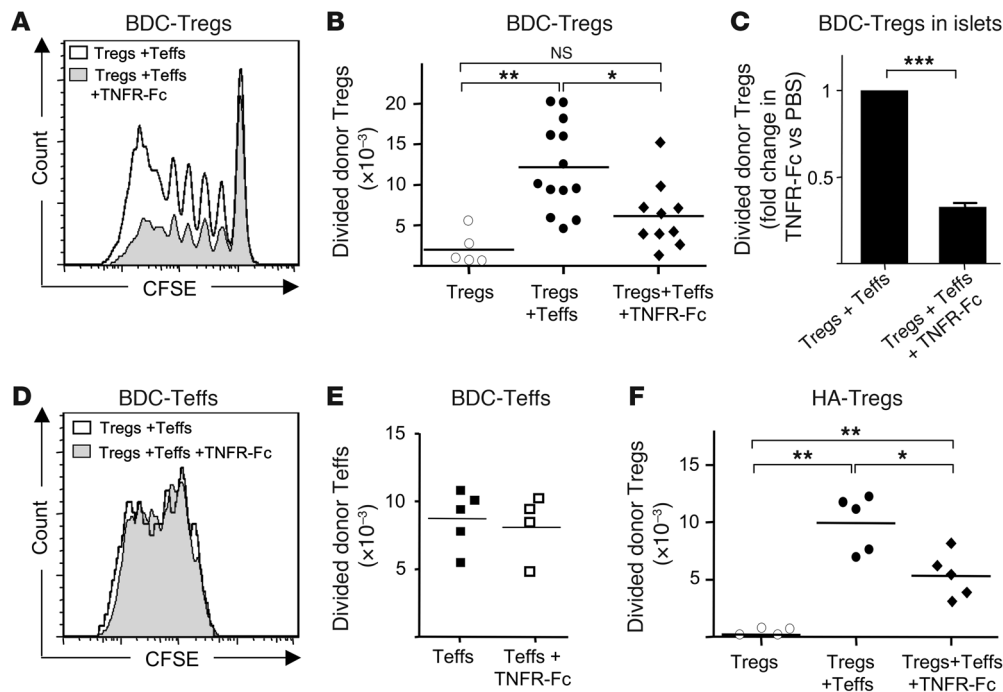 A
BDC-Tregs
Tregs +Teffs
Tregs +Teffs
+TNFR-Fc
Count
CFSE
B
BDC-Tregs
NS
**
*
Divided donor Tregs
(×10⁻³)
20
15
10
5
Tregs
Tregs
+Teffs
Tregs+Teffs
+TNFR-Fc
C
BDC-Tregs in islets
***
Divided donor Tregs
(fold change in
TNFR-Fc vs PBS)
1
0.5
Tregs + Teffs
Tregs + Teffs
+ TNFR-Fc
D
BDC-Teffs
Tregs +Teffs
Tregs +Teffs +TNFR-Fc
Count
CFSE
E
BDC-Teffs
Divided donor Teffs
(×10⁻³)
15
10
5
Teffs
Teffs +
TNFR-Fc
F
HA-Tregs
**
**
*
Divided donor Tregs
(×10⁻³)
15
10
5
Tregs
Tregs
+Teffs
Tregs+Teffs
+TNFR-Fc